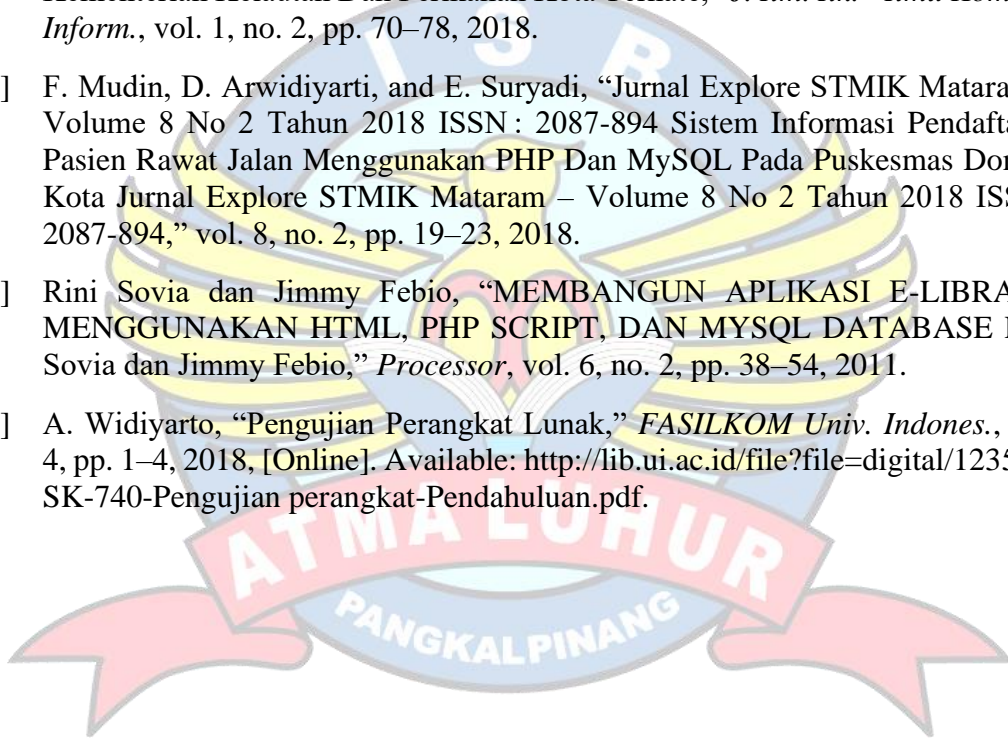 Inform., vol. 1, no. 2, pp. 70–78, 2018.
] F. Mudin, D. Arwidiyarti, and E. Suryadi, “Jurnal Explore STMIK Matara
Volume 8 No 2 Tahun 2018 ISSN : 2087-894 Sistem Informasi Pendafta
Pasien Rawat Jalan Menggunakan PHP Dan MySQL Pada Puskesmas Don
Kota Jurnal Explore STMIK Mataram – Volume 8 No 2 Tahun 2018 ISS
2087-894,” vol. 8, no. 2, pp. 19–23, 2018.
] Rini Sovia dan Jimmy Febio, “MEMBANGUN APLIKASI E-LIBRA
MENGGUNAKAN HTML, PHP SCRIPT, DAN MYSQL DATABASE
Sovia dan Jimmy Febio,” Processor, vol. 6, no. 2, pp. 38–54, 2011.
] A. Widiyarto, “Pengujian Perangkat Lunak,” FASILKOM Univ. Indones.,
4, pp. 1–4, 2018, [Online]. Available: http://lib.ui.ac.id/file?file=digital/1235
SK-740-Pengujian perangkat-Pendahuluan.pdf.
I S B
ATMA LUHUR
PANGKALPINANG